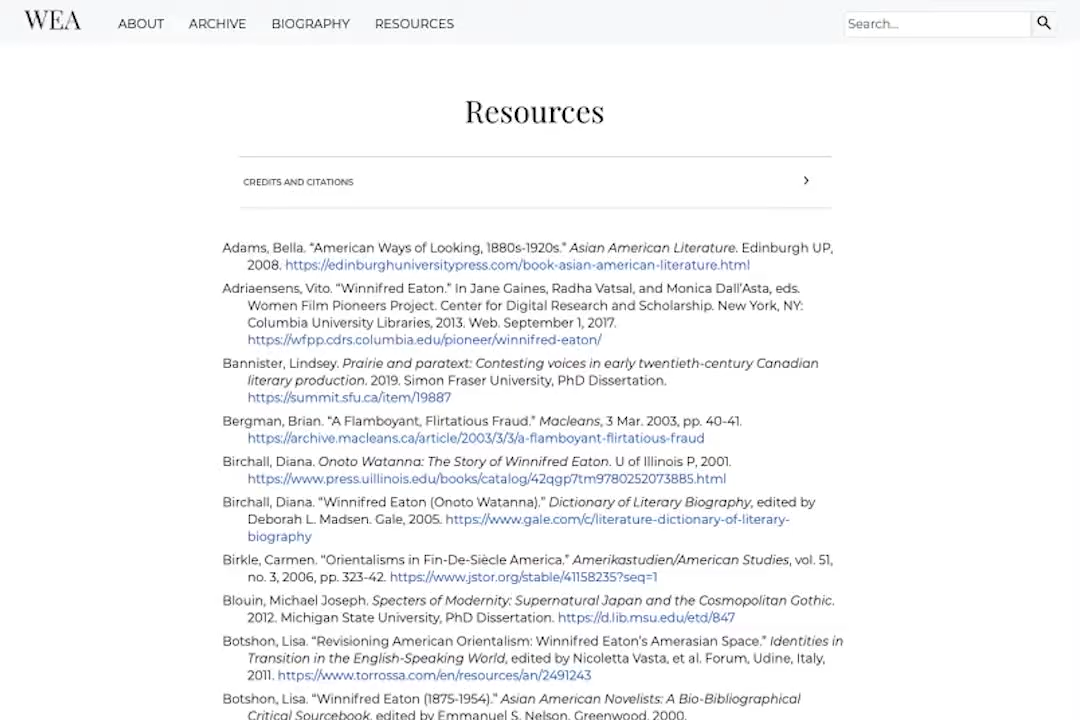 WEA
ABOUT ARCHIVE BIOGRAPHY RESOURCES
Search...
Resources
CREDITS AND CITATIONS
Adams, Bella. “American Ways of Looking, 1880s-1920s.” Asian American Literature. Edinburgh UP,
2008. https://edinburghuniversitypress.com/book-asian-american-literature.html
Adriaensens, Vito. “Winnifred Eaton.” In Jane Gaines, Radha Vatsal, and Monica Dall’Asta, eds.
Women Film Pioneers Project. Center for Digital Research and Scholarship. New York, NY:
Columbia University Libraries, 2013. Web. September 1, 2017.
https://wfpp.cdrs.columbia.edu/pioneer/winnifred-eaton/
Bannister, Lindsey. Prairie and paratext: Contesting voices in early twentieth-century Canadian
literary production. 2019. Simon Fraser University, PhD Dissertation.
https://summit.sfu.ca/item/19887
Bergman, Brian. “A Flamboyant, Flirtatious Fraud.” Macleans, 3 Mar. 2003, pp. 40-41.
https://archive.macleans.ca/article/2003/3/3/a-flamboyant-flirtatious-fraud
Birchall, Diana. Onoto Watanna: The Story of Winnifred Eaton. U of Illinois P, 2001.
https://www.press.uillinois.edu/books/catalog/42qgp7tm9780252073885.html
Birchall, Diana. “Winnifred Eaton (Onoto Watanna).” Dictionary of Literary Biography, edited by
Deborah L. Madsen. Gale, 2005. https://www.gale.com/c/literature-dictionary-of-literary-
biography
Birkle, Carmen. “Orientalisms in Fin-De-Siècle America.” Amerikastudien/American Studies, vol. 51,
no. 3, 2006, pp. 323-42. https://www.jstor.org/stable/41158235?seq=1
Blouin, Michael Joseph. Specters of Modernity: Supernatural Japan and the Cosmopolitan Gothic.
2012. Michigan State University, PhD Dissertation. https://d.lib.msu.edu/etd/847
Botshon, Lisa. “Revisioning American Orientalism: Winnifred Eaton’s Amerasian Space.” Identities in
Transition in the English-Speaking World, edited by Nicoletta Vasta, et al. Forum, Udine, Italy,
2011. https://www.torrossa.com/en/resources/an/2491243
Botshon, Lisa. “Winnifred Eaton (1875-1954).” Asian American Novelists: A Bio-Bibliographical
Critical Sourcebook, edited by Emmanuel S. Nelson, Greenwood, 2000.